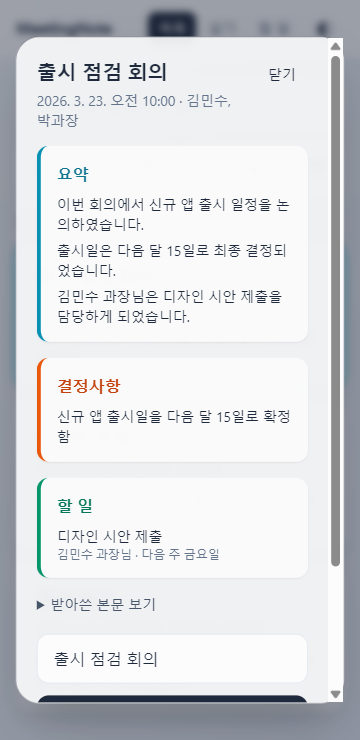 출시 점검 회의
닫기
2026. 3. 23. 오전 10:00 · 김민수,
박과장
요약
이번 회의에서 신규 앱 출시 일정을 논
의하였습니다.
출시일은 다음 달 15일로 최종 결정되
었습니다.
김민수 과장님은 디자인 시안 제출을
담당하게 되었습니다.
결정사항
신규 앱 출시일을 다음 달 15일로 확정
함
할 일
디자인 시안 제출
김민수 과장님 · 다음 주 금요일
▶ 받아쓴 본문 보기
출시 점검 회의